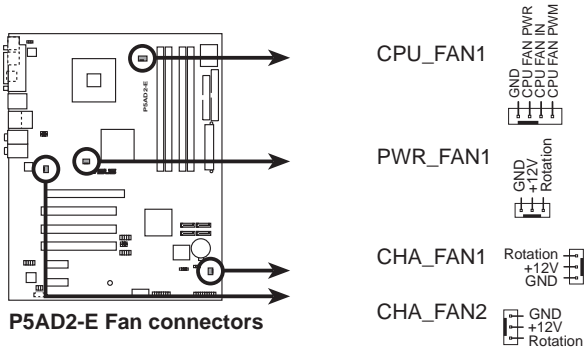 CPU_FAN1
GND
CPU FAN PWR
CPU FAN IN
CPU FAN PWM
P5AD2-E
PWR_FAN1
GND
+12V
Rotation
CHA_FAN1
Rotation
+12V
GND
CHA_FAN2
GND
+12V
Rotation
P5AD2-E Fan connectors